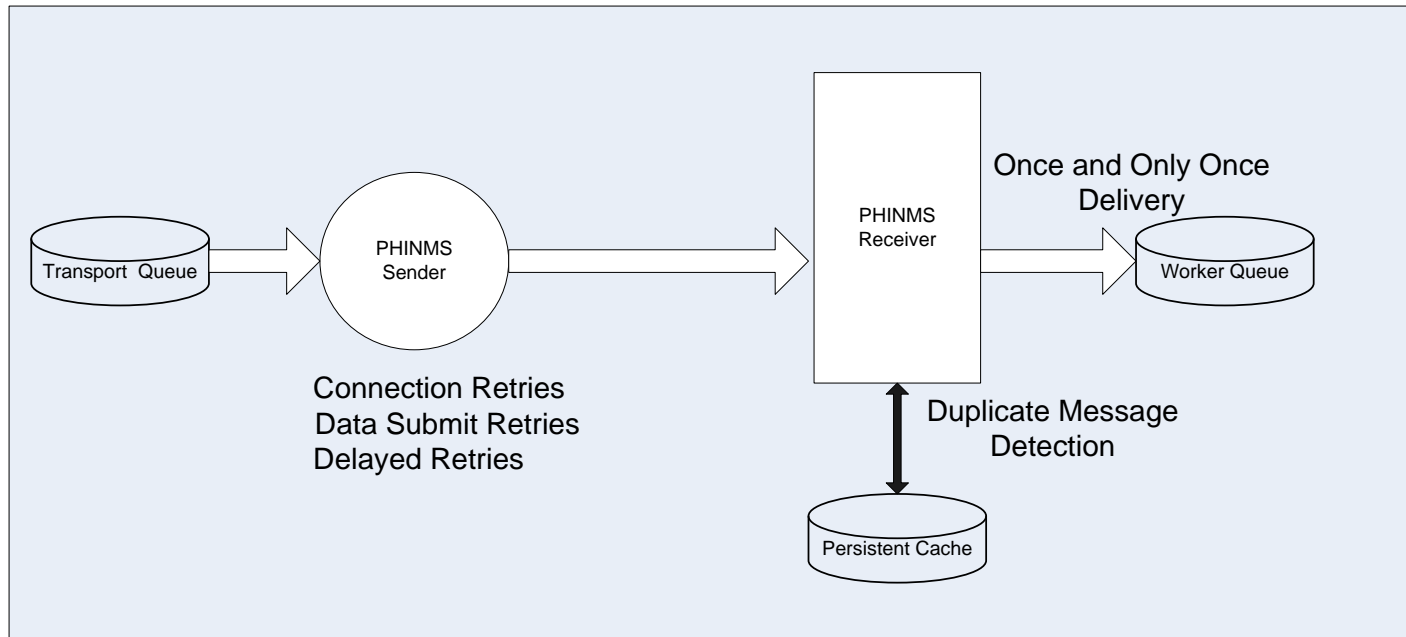 Transport Queue
PHINMS
Sender
Connection Retries
Data Submit Retries
Delayed Retries
PHINMS
Receiver
Once and Only Once
Delivery
Worker Queue
Duplicate Message
Detection
Persistent Cache